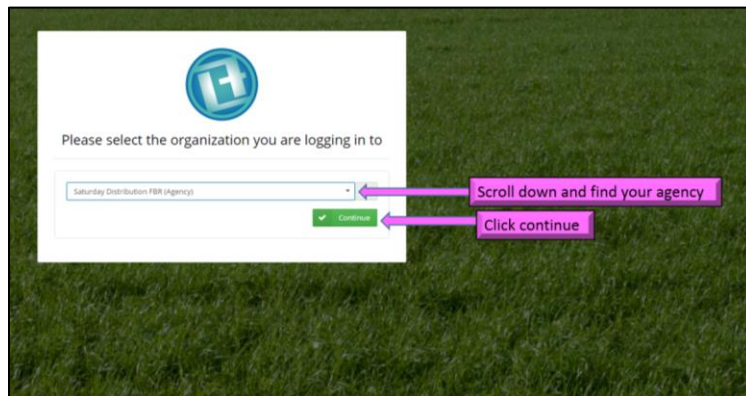 Please select the organization you are logging in to
Saturday Distribution FBR (Agency)
Scroll down and find your agency
Continue
Click continue